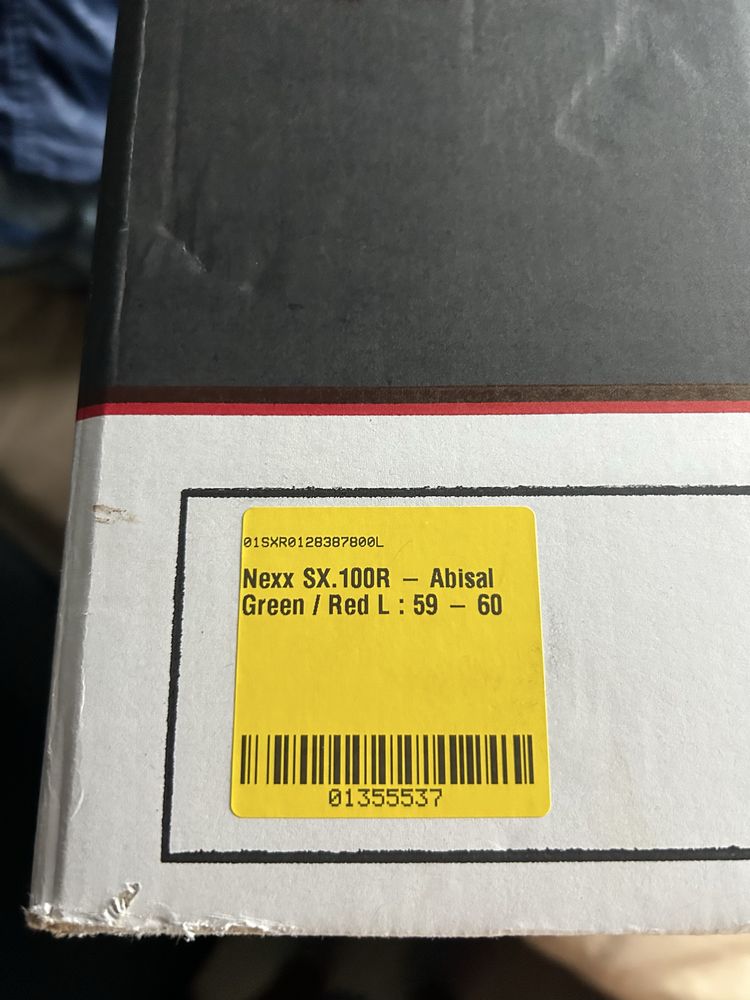 01SXR0128387800L
Nexx SX.100R – Abisal
Green / Red L : 59 – 60
01355537